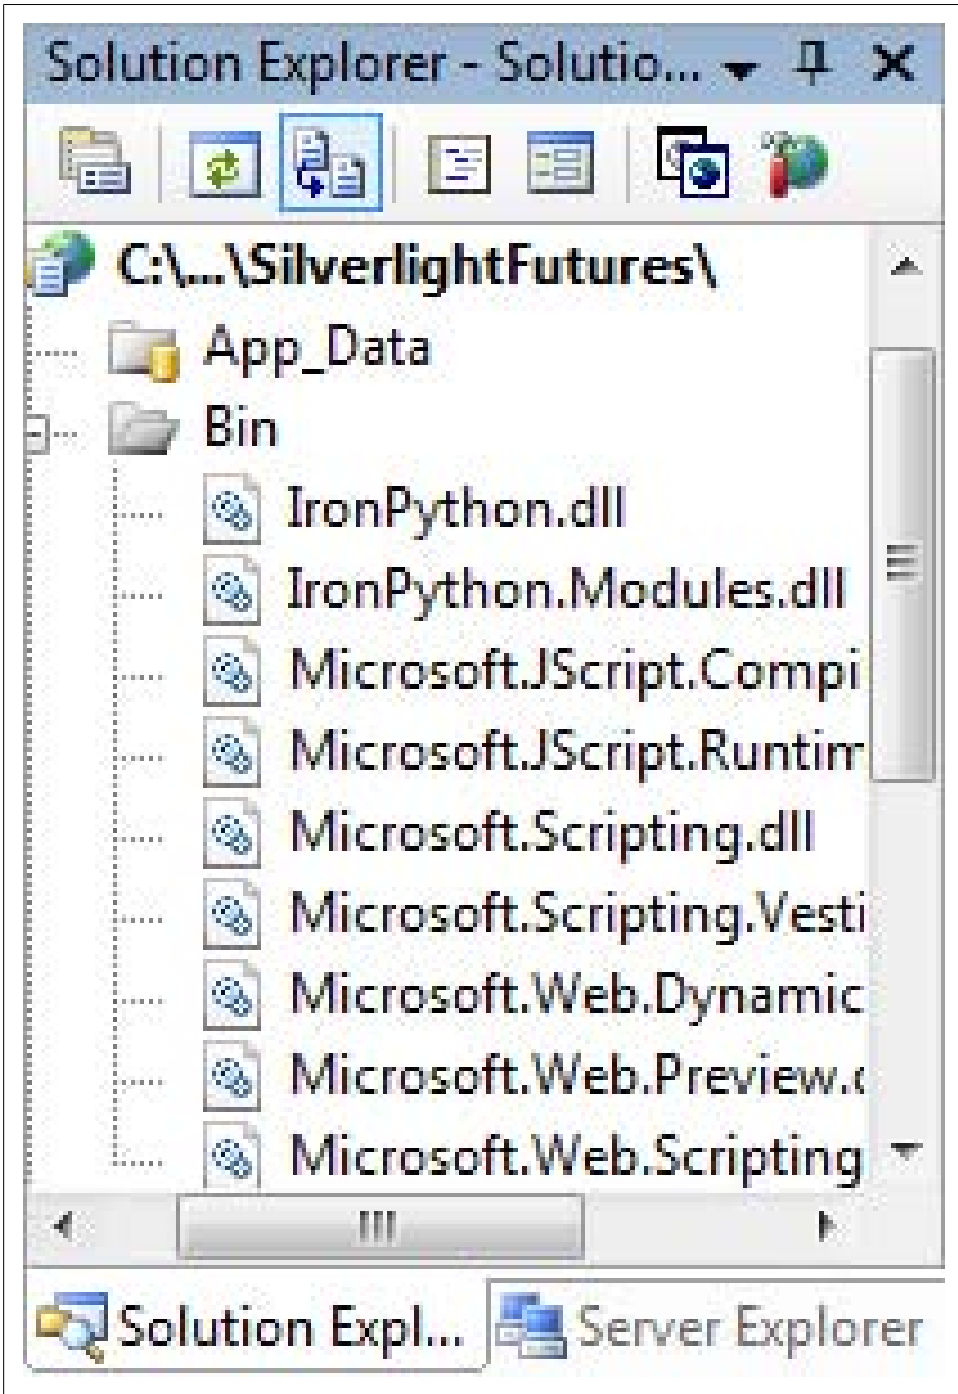 Solution Explorer - Solutio...
C:\...\SilverlightFutures\
App_Data
Bin
IronPython.dll
IronPython.Modules.dll
Microsoft.JScript.Compi
Microsoft.JScript.Runtim
Microsoft.Scripting.dll
Microsoft.Scripting.Vesti
Microsoft.Web.Dynamic
Microsoft.Web.Preview.d
Microsoft.Web.Scripting
Solution Expl... Server Explorer